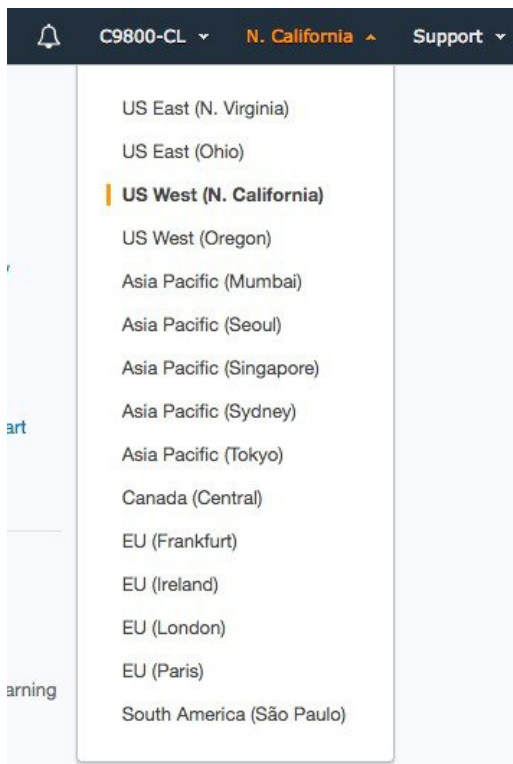 C9800-CL N. California Support
US East (N. Virginia)
US East (Ohio)
US West (N. California)
US West (Oregon)
Asia Pacific (Mumbai)
Asia Pacific (Seoul)
Asia Pacific (Singapore)
Asia Pacific (Sydney)
art
Asia Pacific (Tokyo)
Canada (Central)
EU (Frankfurt)
EU (Ireland)
EU (London)
EU (Paris)
arning
South America (São Paulo)